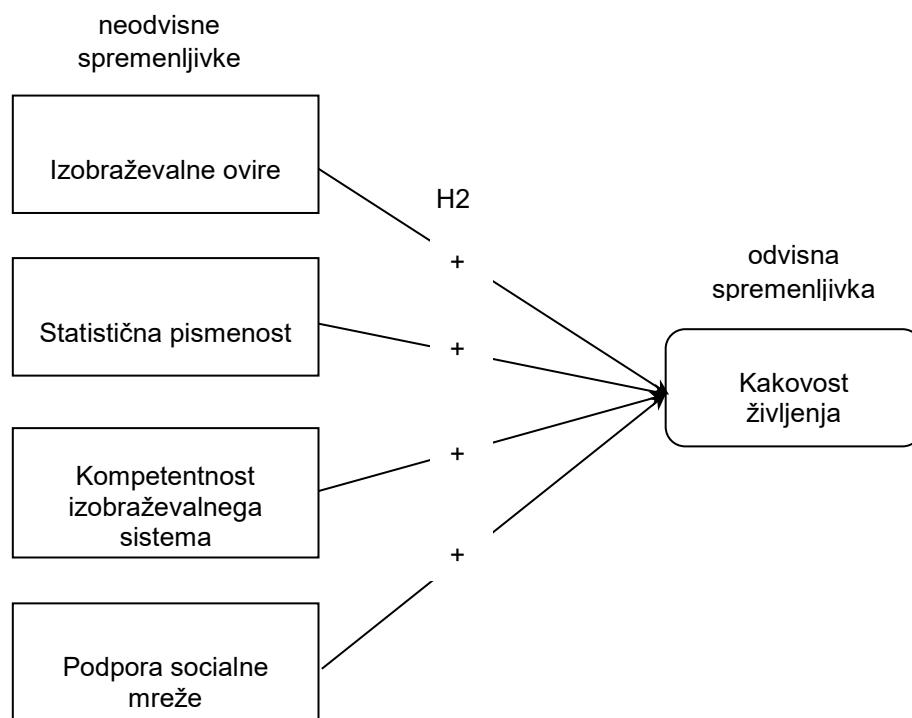 neodvisne
spremenljivke
Izobraževalne ovire
H2
+
odvisna
spremenljivka
Statistična pismenost
+
Kakovost
življenja
Kompetentnost
izobraževalnega
sistema
+
+
Podpora socialne
mreže